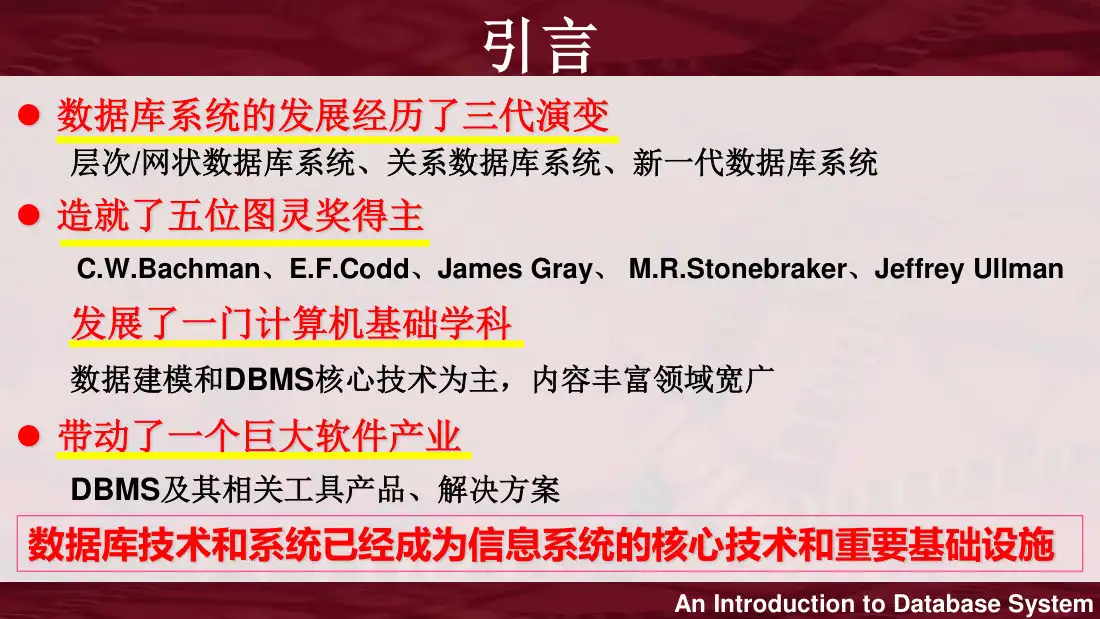 引言
数据库系统的发展经历了三代演变
层次/网状数据库系统、关系数据库系统、新一代数据库系统
造就了五位图灵奖得主
C.W.Bachman、E.F.Codd、James Gray、 M.R.Stonebraker、Jeffrey Ullman
发展了一门计算机基础学科
数据建模和DBMS核心技术为主，内容丰富领域宽广
带动了一个巨大软件产业
DBMS及其相关工具产品、解决方案
数据库技术和系统已经成为信息系统的核心技术和重要基础设施
An Introduction to Database System